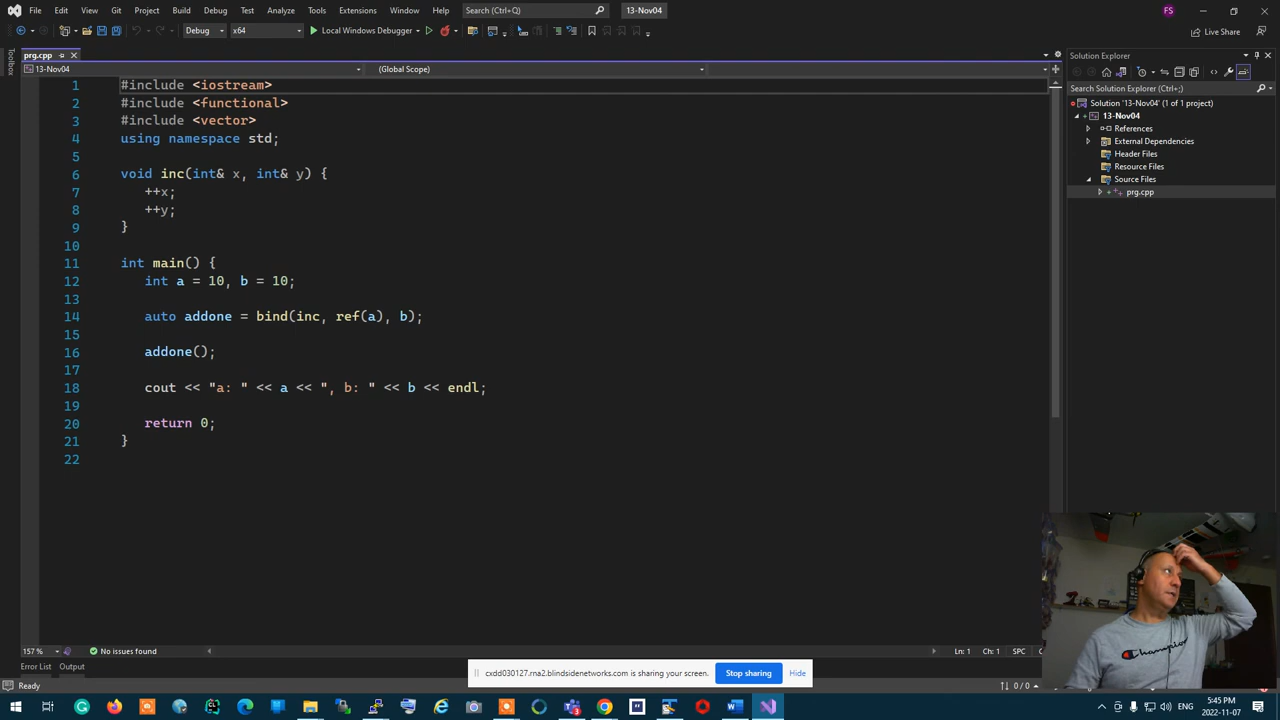 File Edit View Git Project Build Debug Test Analyze Tools Extensions Window Help Search (Ctrl+Q) 13-Nov04 FS
Debug x64 Local Windows Debugger Live Share
prg.cpp
Toolbox
13-Nov04 (Global Scope)
1 #include <iostream>
2 #include <functional>
3 #include <vector>
4 using namespace std;
5
6 void inc(int& x, int& y) {
7 ++x;
8 ++y;
9 }
10
11 int main() {
12 int a = 10, b = 10;
13
14 auto addone = bind(inc, ref(a), b);
15
16 addone();
17
18 cout << "a: " << a << ", b: " << b << endl;
19
20 return 0;
21 }
22
Solution Explorer
Search Solution Explorer (Ctrl+;)
Solution '13-Nov04' (1 of 1 project)
13-Nov04
References
External Dependencies
Header Files
Resource Files
Source Files
prg.cpp
Champion
157 % No issues found Ln: 1 Ch: 1 SPC
Error List Output
cxdd030127.rna2.blindsidenetworks.com is sharing your screen. Stop sharing Hide
Ready 0 / 0
5:45 PM
2022-11-07